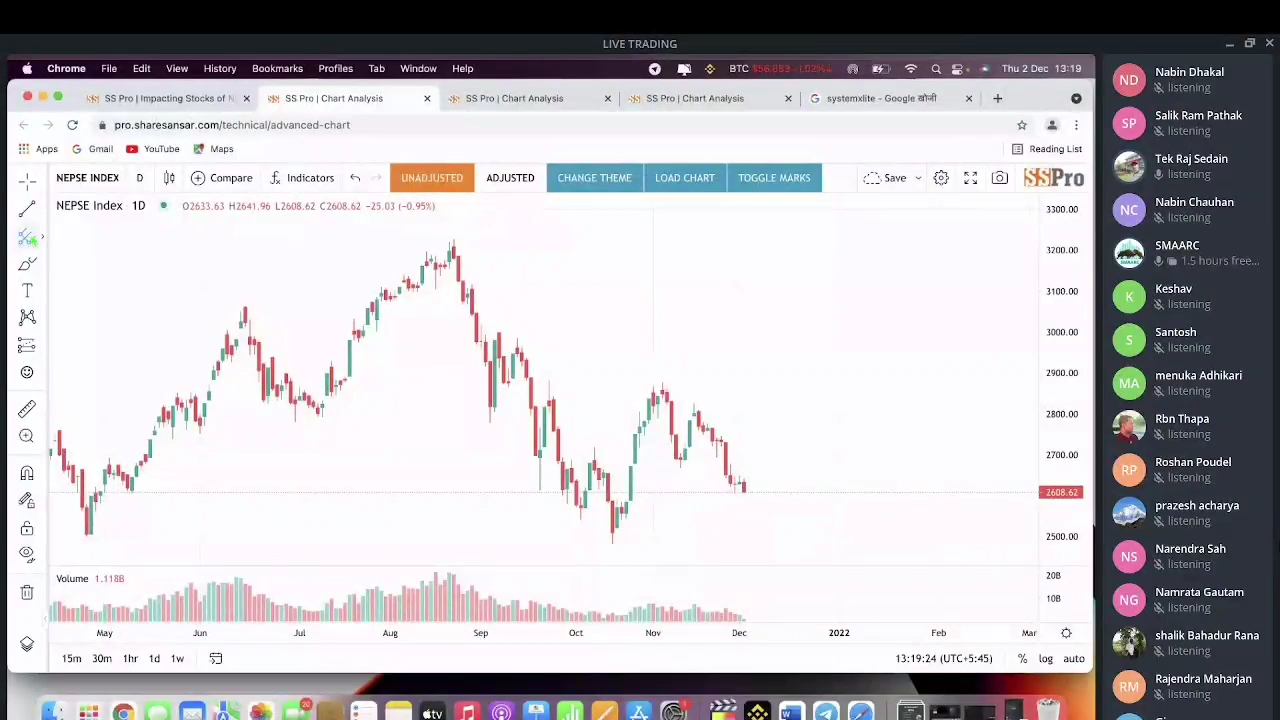 LIVE TRADING
Chrome File Edit View History Bookmarks Profiles Tab Window Help BTC Thu 2 Dec 13:19
SS Pro | Impacting Stocks of N SS Pro | Chart Analysis SS Pro | Chart Analysis SS Pro | Chart Analysis systemxlite - Google खोजी
pro.sharesansar.com/technical/advanced-chart
Apps Gmail YouTube Maps Reading List
NEPSE INDEX D Compare Indicators UNADJUSTED ADJUSTED CHANGE THEME LOAD CHART TOGGLE MARKS Save SSPro
NEPSE Index · 1D O2633.63 H2641.96 L2608.62 C2608.62 −25.03 (−0.95%)
3300.00
3200.00
3100.00
3000.00
2900.00
2800.00
2700.00
2608.62
2500.00
Volume 1.118B
20B
10B
May Jun Jul Aug Sep Oct Nov Dec 2022 Feb Mar
15m 30m 1hr 1d 1w 13:19:24 (UTC+5:45) % log auto
20
tv
ND Nabin Dhakal
listening
SP Salik Ram Pathak
listening
Tek Raj Sedain
listening
NC Nabin Chauhan
listening
SMAARC
1.5 hours free...
K Keshav
listening
S Santosh
listening
MA menuka Adhikari
listening
Rbn Thapa
listening
RP Roshan Poudel
listening
prazesh acharya
listening
NS Narendra Sah
listening
NG Namrata Gautam
listening
shalik Bahadur Rana
listening
RM Rajendra Maharjan
listening